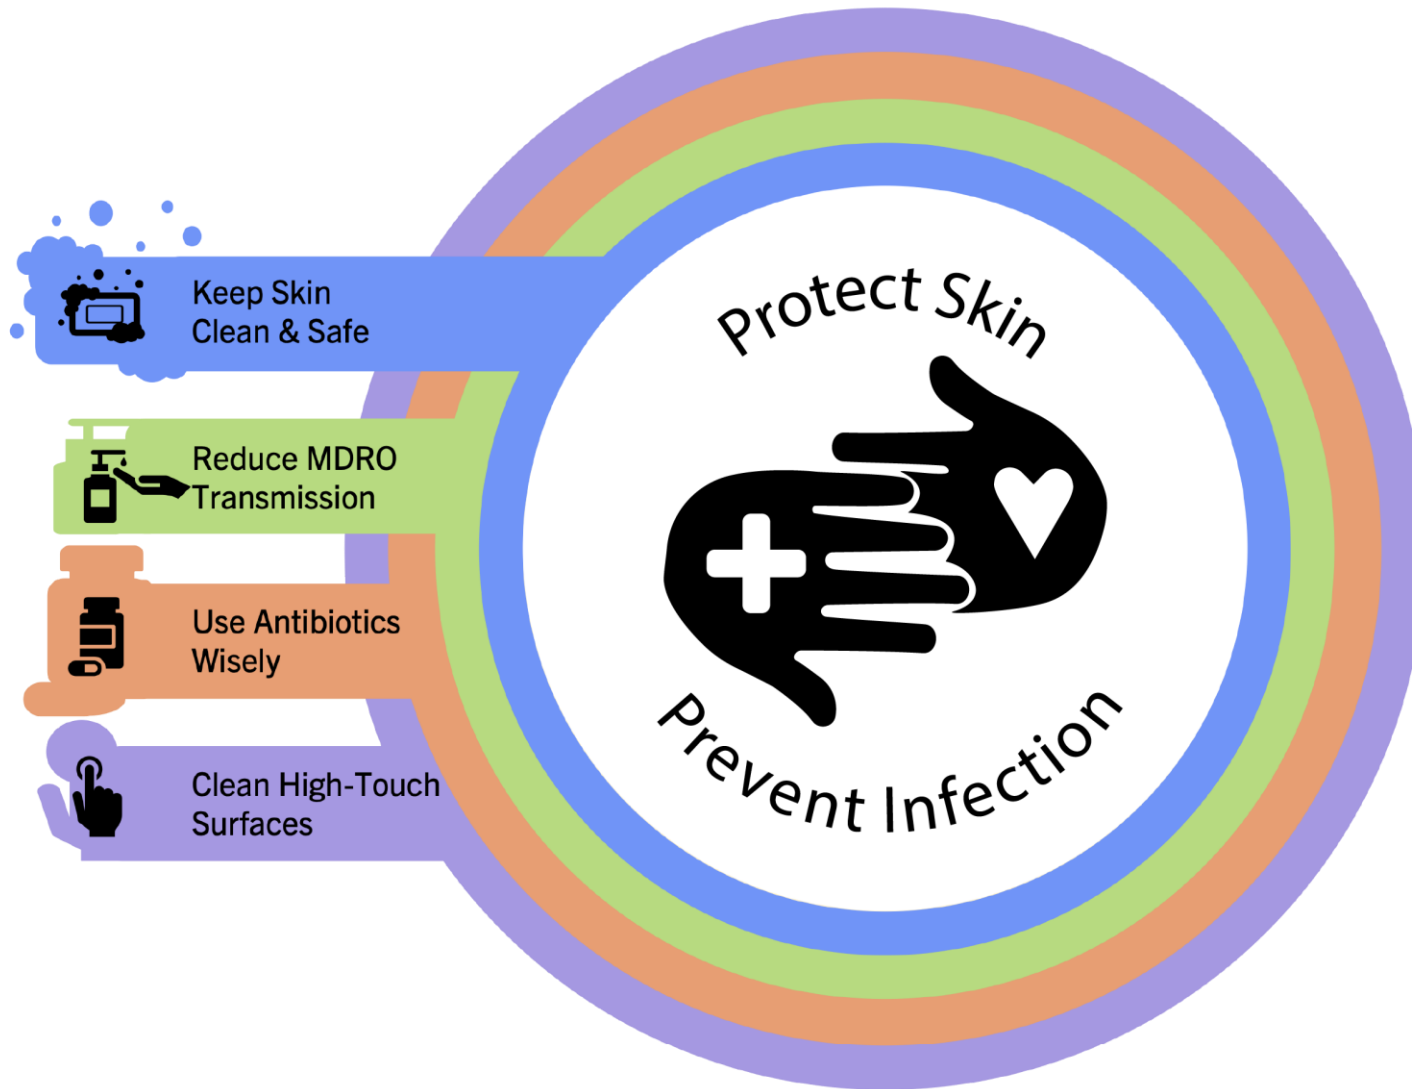 Keep Skin
Clean & Safe
Reduce MDRO
Transmission
Use Antibiotics
Wisely
Clean High-Touch
Surfaces
Protect Skin
Prevent Infection